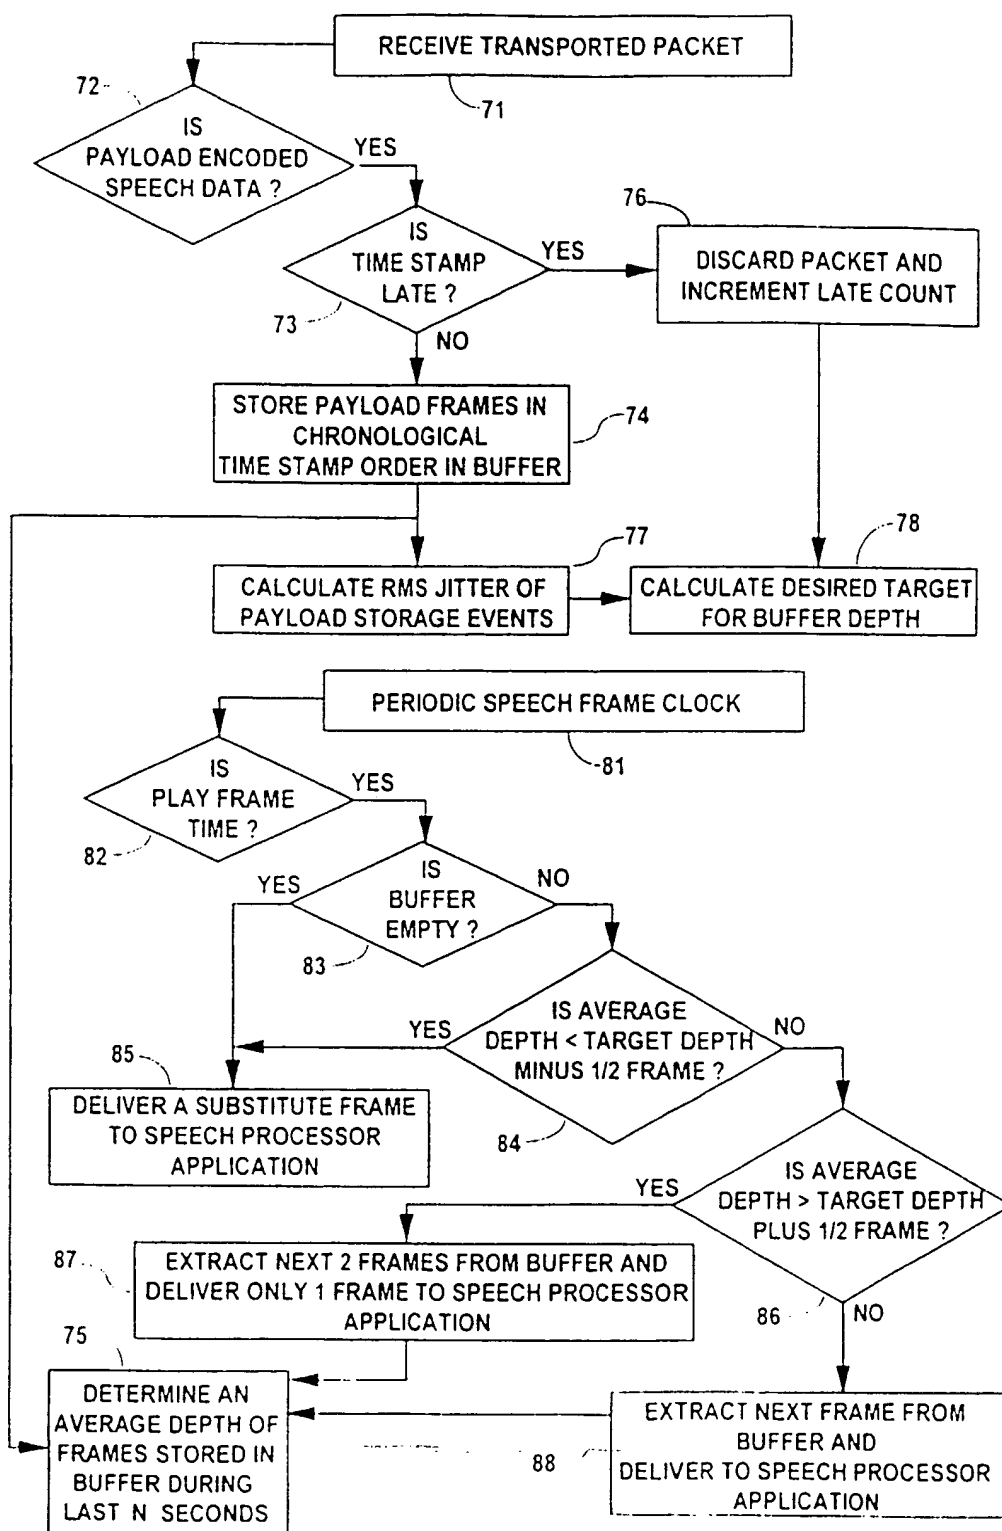 RECEIVE TRANSPORTED PACKET
71
72
IS
PAYLOAD ENCODED
SPEECH DATA ?
YES
IS
TIME STAMP
LATE ?
73
YES
NO
76
DISCARD PACKET AND
INCREMENT LATE COUNT
STORE PAYLOAD FRAMES IN
CHRONOLOGICAL
TIME STAMP ORDER IN BUFFER
74
77
CALCULATE RMS JITTER OF
PAYLOAD STORAGE EVENTS
78
CALCULATE DESIRED TARGET
FOR BUFFER DEPTH
PERIODIC SPEECH FRAME CLOCK
81
IS
PLAY FRAME
TIME ?
82
YES
IS
BUFFER
EMPTY ?
83
YES
NO
IS AVERAGE
DEPTH < TARGET DEPTH
MINUS 1/2 FRAME ?
84
YES
NO
85
DELIVER A SUBSTITUTE FRAME
TO SPEECH PROCESSOR
APPLICATION
IS AVERAGE
DEPTH > TARGET DEPTH
PLUS 1/2 FRAME ?
86
YES
NO
87
EXTRACT NEXT 2 FRAMES FROM BUFFER AND
DELIVER ONLY 1 FRAME TO SPEECH PROCESSOR
APPLICATION
75
DETERMINE AN
AVERAGE DEPTH OF
FRAMES STORED IN
BUFFER DURING
LAST N SECONDS
88
EXTRACT NEXT FRAME FROM
BUFFER AND
DELIVER TO SPEECH PROCESSOR
APPLICATION